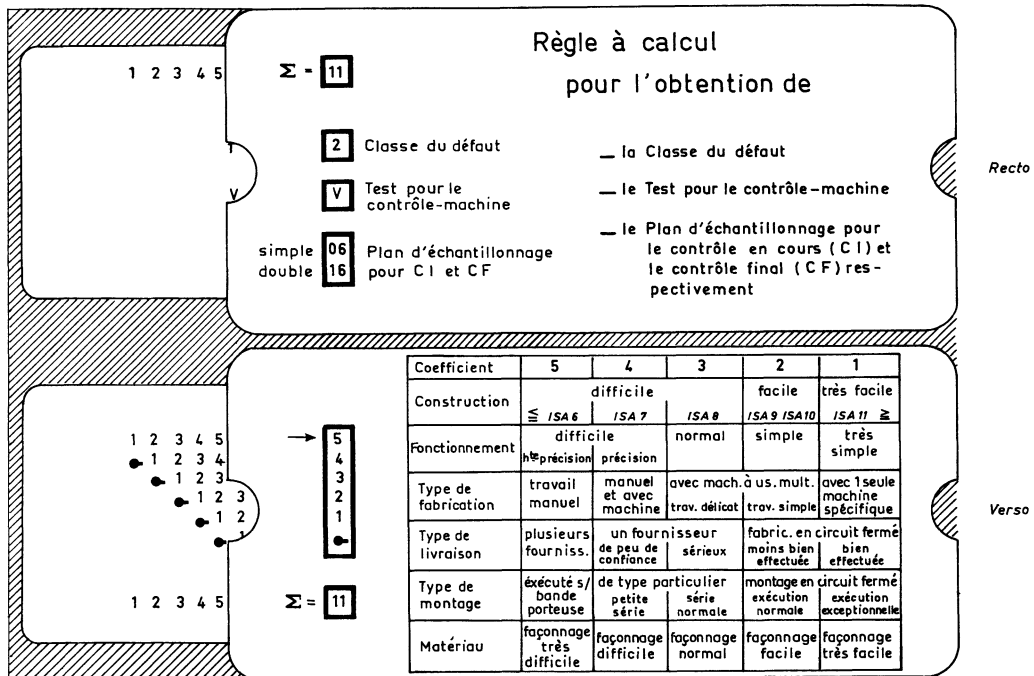 Règle à calcul
pour l'obtention de
1 2 3 4 5
Σ = 11
2 Classe du défaut
V Test pour le
contrôle-machine
simple 06 Plan d'échantillonnage
double 16 pour CI et CF
V
— la Classe du défaut
— le Test pour le contrôle-machine
— le Plan d'échantillonnage pour
le contrôle en cours (CI) et
le contrôle final (CF) res-
pectivement
Recto
1 2 3 4 5
1 2 3 4
1 2 3
1 2 3
1 2
1
1 2 3 4 5
→ 5
4
3
2
1
Σ = 11
Coefficient 5 4 3 2 1
Construction difficile facile très facile
≦ ISA 6 ISA 7 ISA 8 ISA 9 ISA 10 ISA 11 ≧
Fonctionnement difficile normal simple très
simple
hte précision précision
Type de
fabrication
travail
manuel
manuel
et avec
machine
avec mach. à us. mult.
trav. délicat trav. simple
avec 1 seule
machine
spécifique
Type de
livraison
plusieurs
fourniss.
un fournisseur
de peu de
confiance
sérieux
fabric. en circuit fermé
moins bien
effectuée
bien
effectuée
Type de
montage
éxécuté s/
bande
porteuse
de type particulier
petite
série
série
normale
montage en circuit fermé
exécution
normale
exécution
exceptionnelle
Matériau
façonnage
très
difficile
façonnage
difficile
façonnage
normal
façonnage
facile
façonnage
très facile
Verso